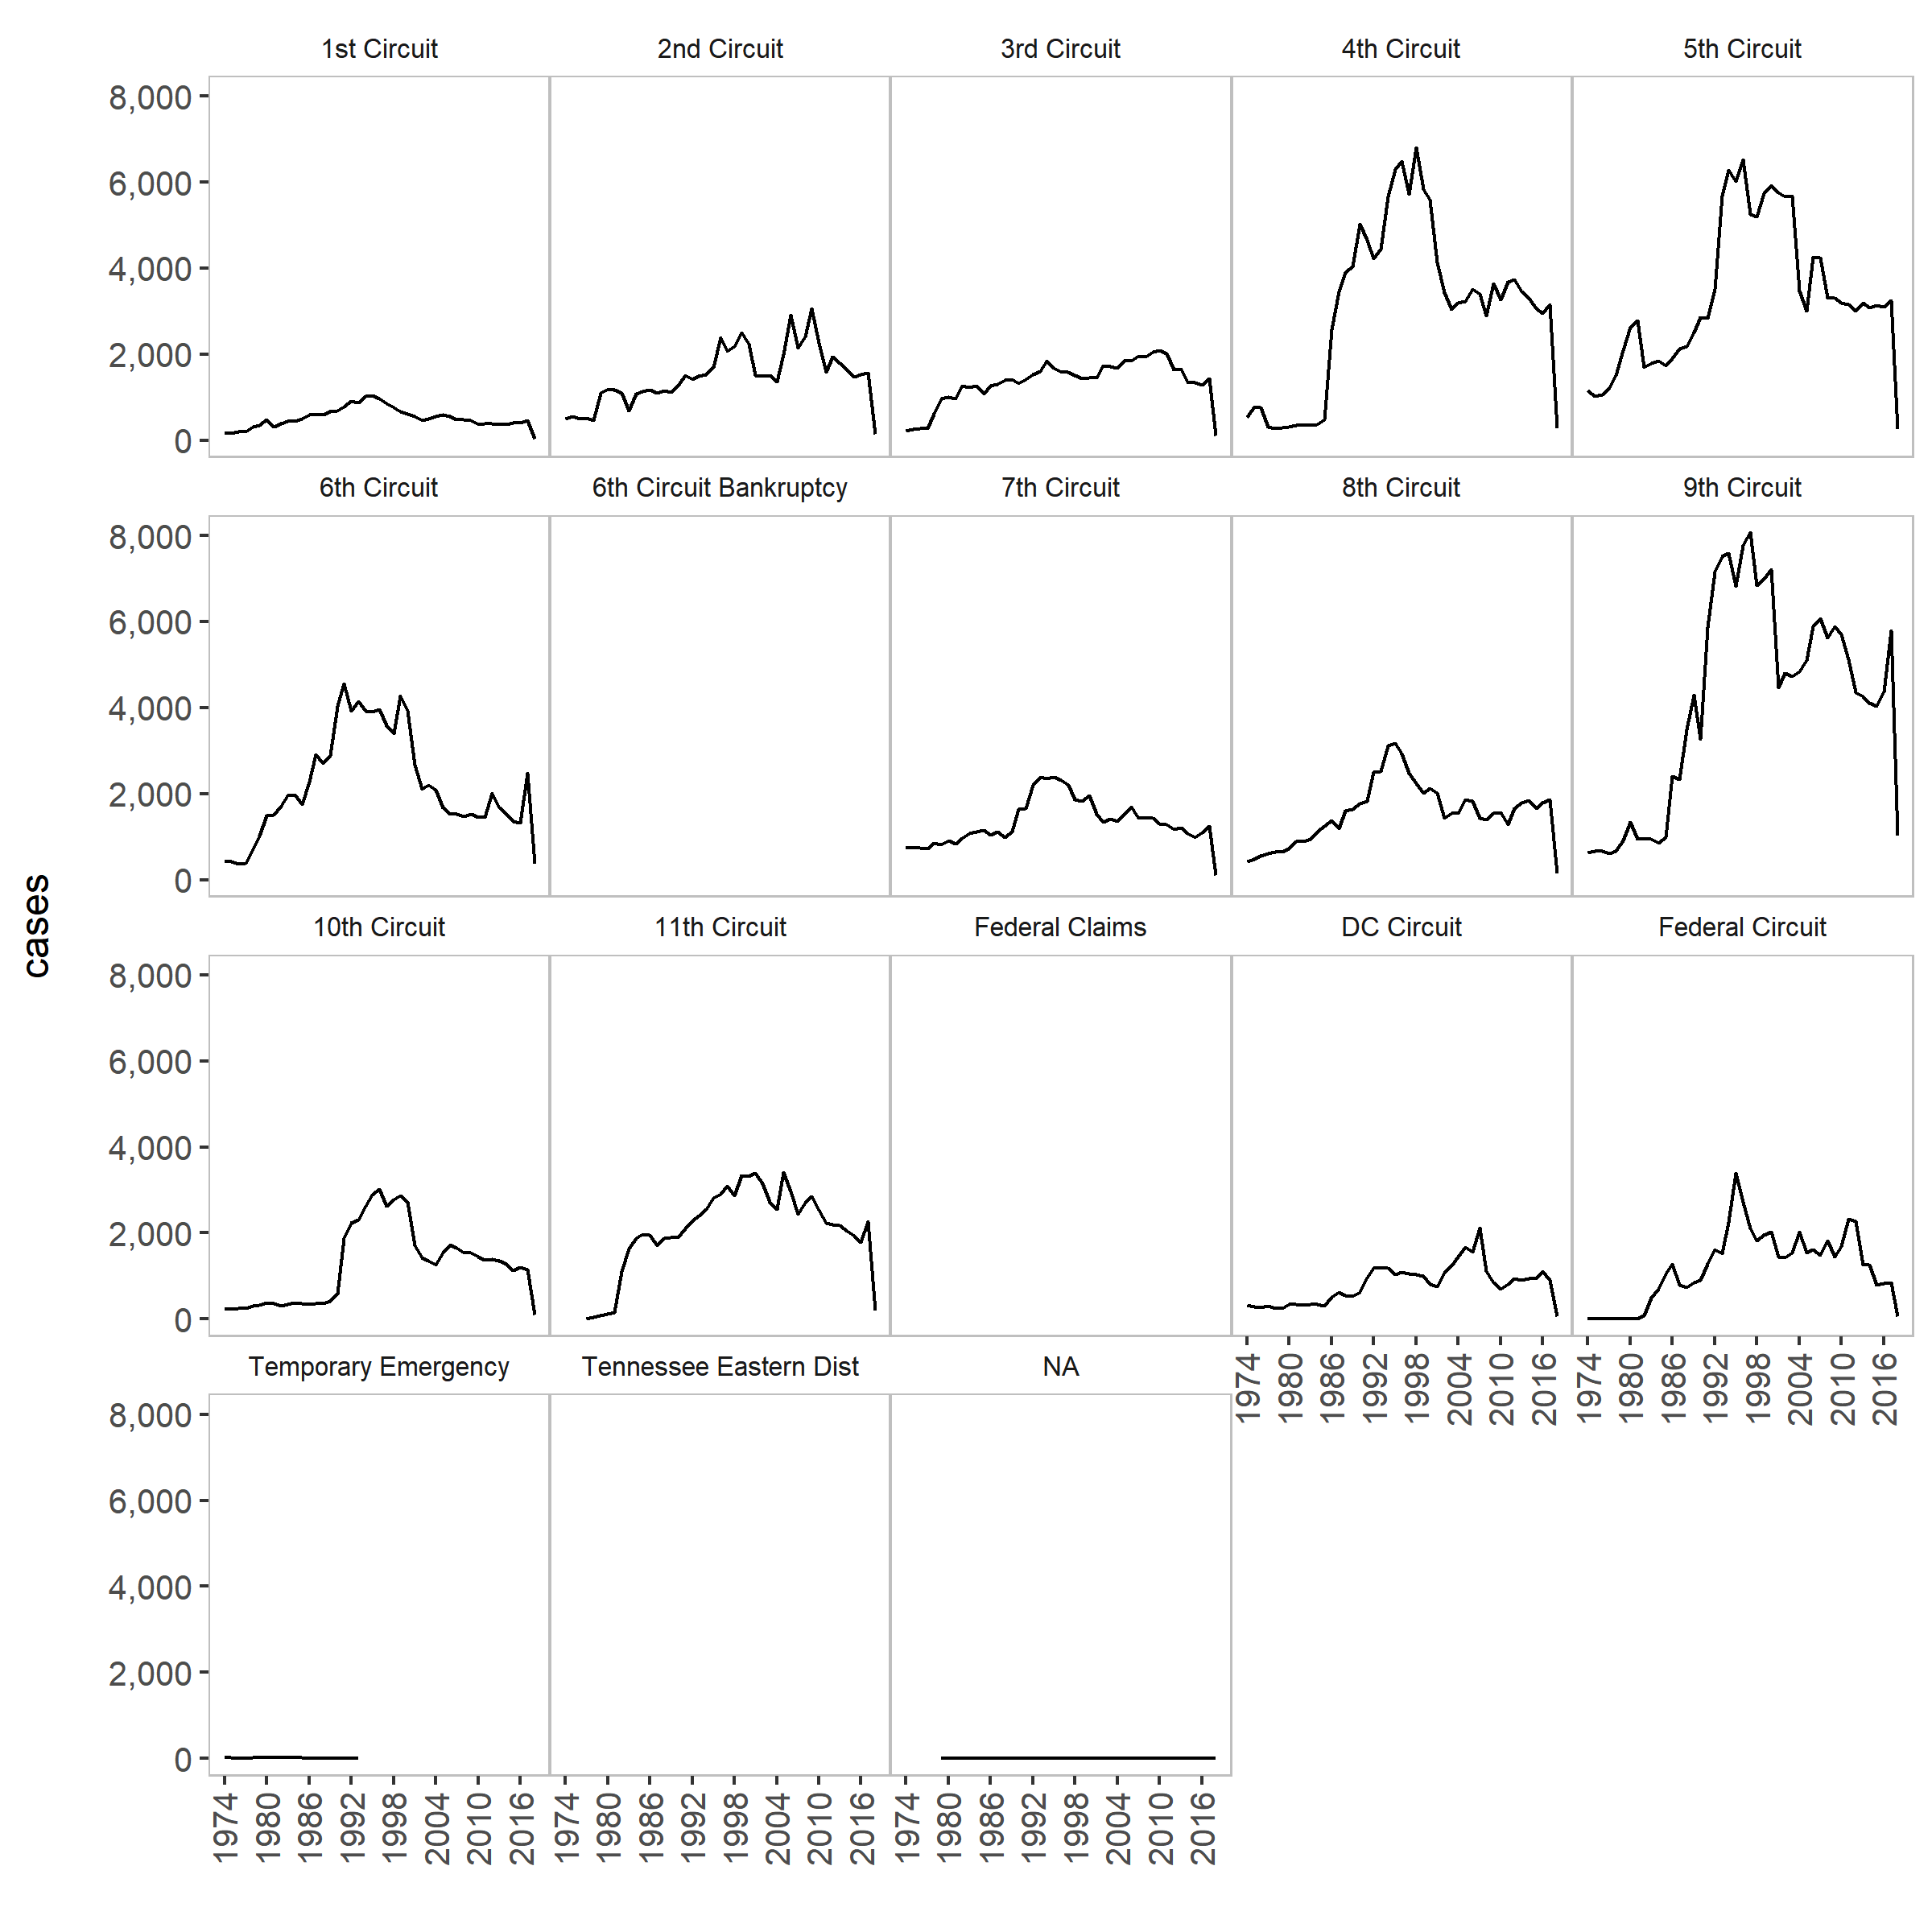 1st Circuit 2nd Circuit 3rd Circuit 4th Circuit 5th Circuit
8,000
6,000
4,000
2,000
0
6th Circuit 6th Circuit Bankruptcy 7th Circuit 8th Circuit 9th Circuit
8,000
6,000
4,000
2,000
0
cases
10th Circuit 11th Circuit Federal Claims DC Circuit Federal Circuit
8,000
6,000
4,000
2,000
0
1974 1980 1986 1992 1998 2004 2010 2016 1974 1980 1986 1992 1998 2004 2010 2016
Temporary Emergency Tennessee Eastern Dist NA
8,000
6,000
4,000
2,000
0
1974 1980 1986 1992 1998 2004 2010 2016 1974 1980 1986 1992 1998 2004 2010 2016 1974 1980 1986 1992 1998 2004 2010 2016